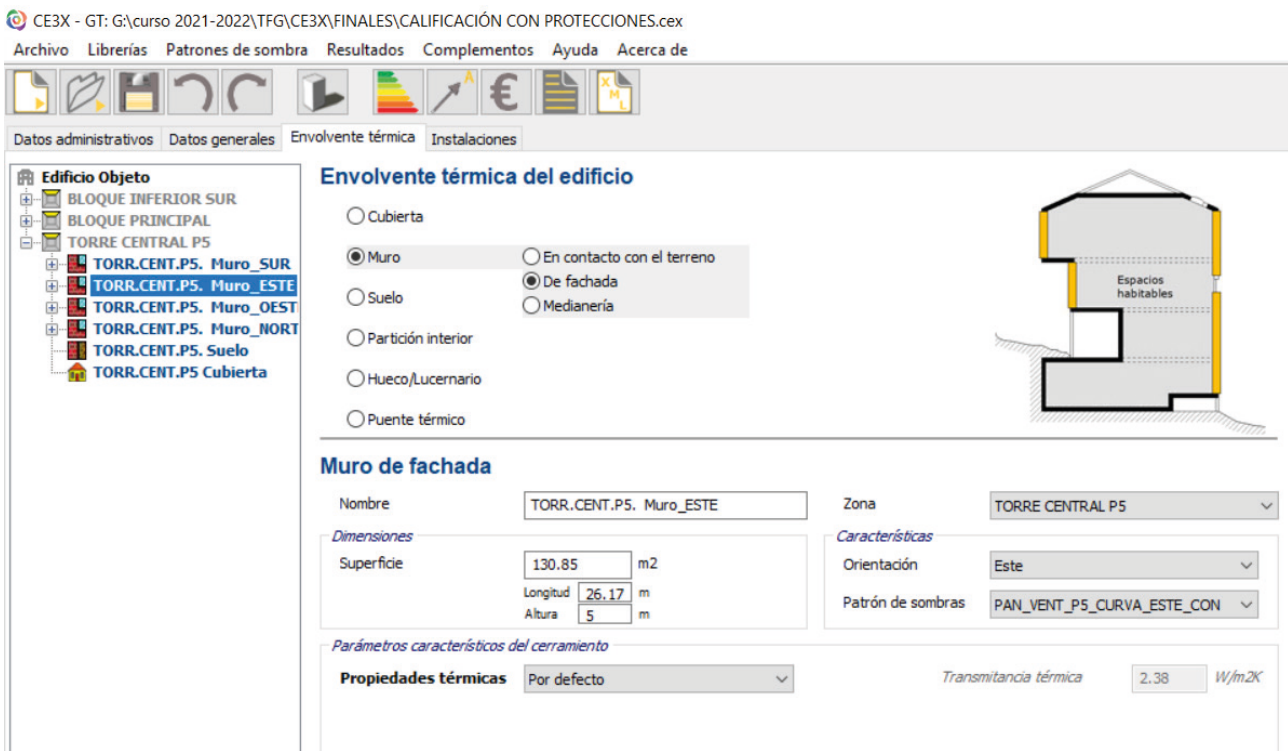 CE3X - GT: G:\curso 2021-2022\TFG\CE3X\FINALES\CALIFICACIÓN CON PROTECCIONES.cex
Archivo Librerías Patrones de sombra Resultados Complementos Ayuda Acerca de
A
€
X M L
Datos administrativos Datos generales Envolvente térmica Instalaciones
Edificio Objeto
BLOQUE INFERIOR SUR
BLOQUE PRINCIPAL
TORRE CENTRAL P5
TORR.CENT.P5. Muro_SUR
TORR.CENT.P5. Muro_ESTE
TORR.CENT.P5. Muro_OEST
TORR.CENT.P5. Muro_NORT
TORR.CENT.P5. Suelo
TORR.CENT.P5 Cubierta
Envolvente térmica del edificio
Cubierta
Muro
En contacto con el terreno
De fachada
Medianería
Suelo
Partición interior
Hueco/Lucernario
Puente térmico
Espacios
habitables
Muro de fachada
Nombre TORR.CENT.P5. Muro_ESTE
Zona TORRE CENTRAL P5
Dimensiones
Superficie 130.85 m2
Longitud 26.17 m
Altura 5 m
Características
Orientación Este
Patrón de sombras PAN_VENT_P5_CURVA_ESTE_CON
Parámetros característicos del cerramiento
Propiedades térmicas Por defecto
Transmitancia térmica 2.38 W/m2K